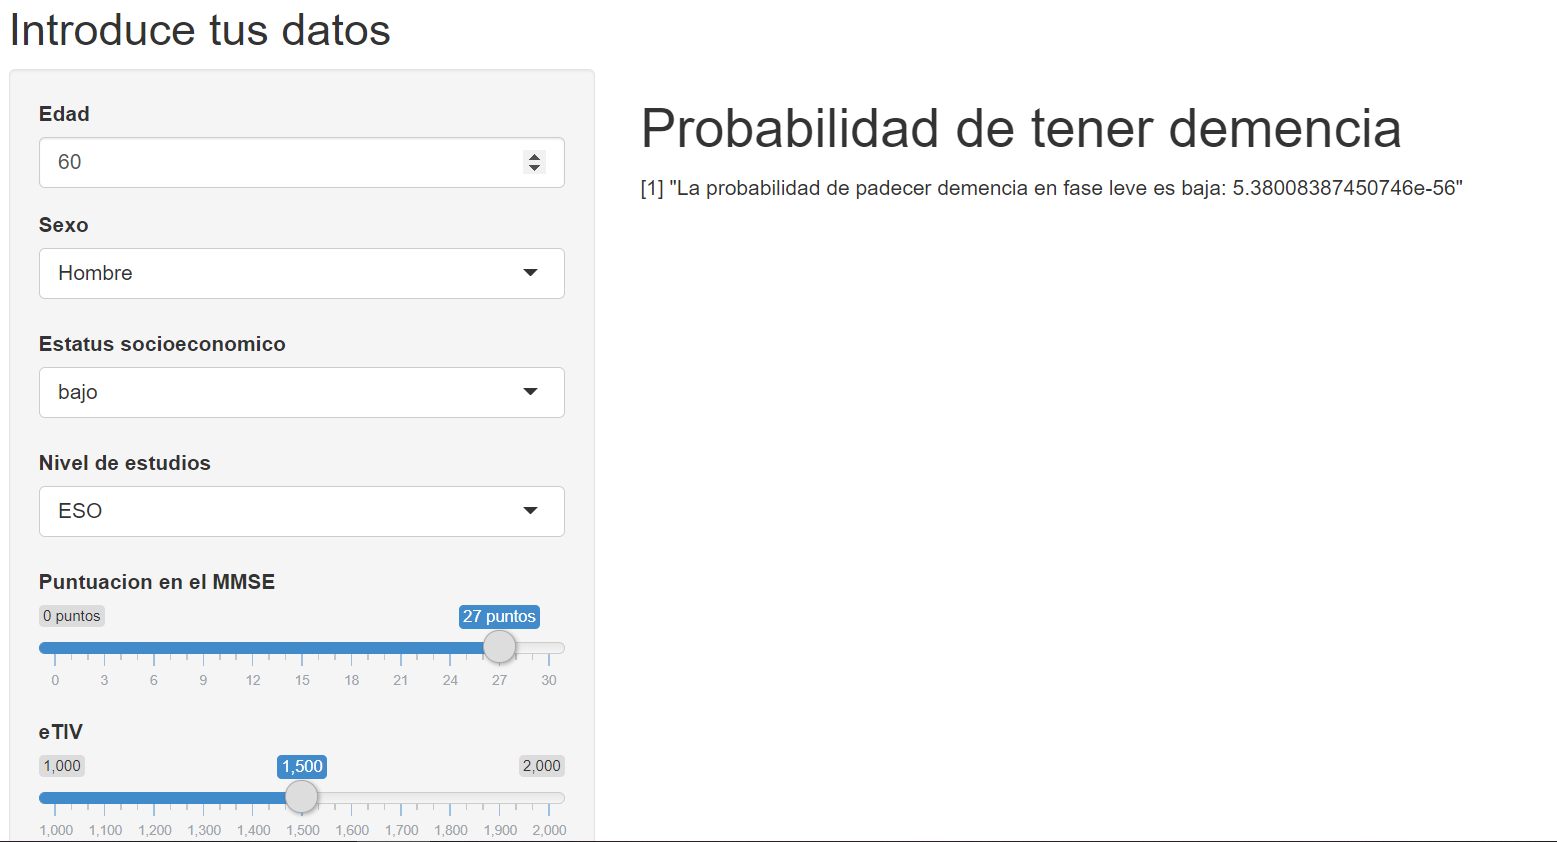 Introduce tus datos
Edad
60
Sexo
Hombre
Estatus socioeconomico
bajo
Nivel de estudios
ESO
Puntuacion en el MMSE
0 puntos 27 puntos
0 3 6 9 12 15 18 21 24 27 30
eTIV
1,000 1,500 2,000
1,000 1,100 1,200 1,300 1,400 1,500 1,600 1,700 1,800 1,900 2,000
Probabilidad de tener demencia
[1] "La probabilidad de padecer demencia en fase leve es baja: 5.38008387450746e-56"